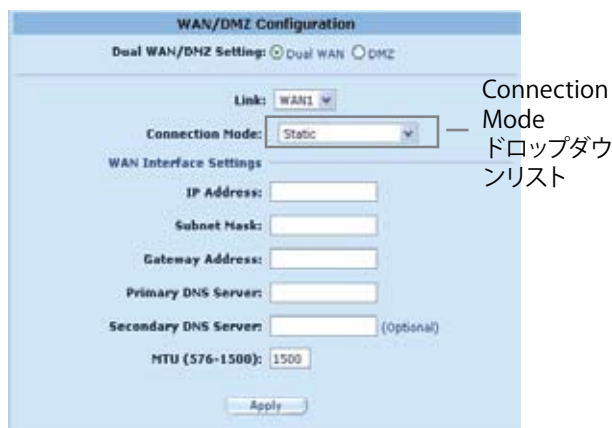 WAN/DMZ Configuration
Dual WAN/DMZ Setting: Dual WAN DMZ
Link: WAN1
Connection Mode: Static
WAN Interface Settings
IP Address:
Subnet Mask:
Gateway Address:
Primary DNS Server:
Secondary DNS Server: (Optional)
MTU (576-1500): 1500
Apply
Connection
Mode
ドロップダウ
ンリスト